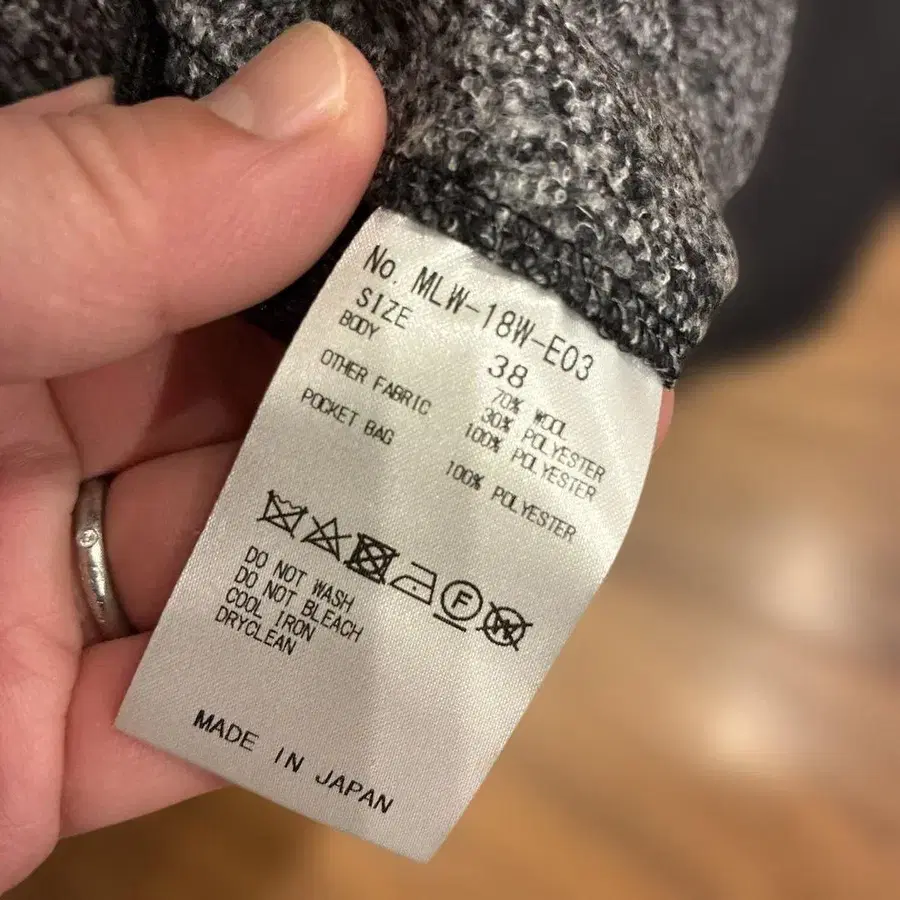 No. MLW-18W-E03
SIZE 38
BODY 70% WOOL
30% POLYESTER
OTHER FABRIC 100% POLYESTER
POCKET BAG 100% POLYESTER
F
W
DO NOT WASH
DO NOT BLEACH
COOL IRON
DRYCLEAN
MADE IN JAPAN